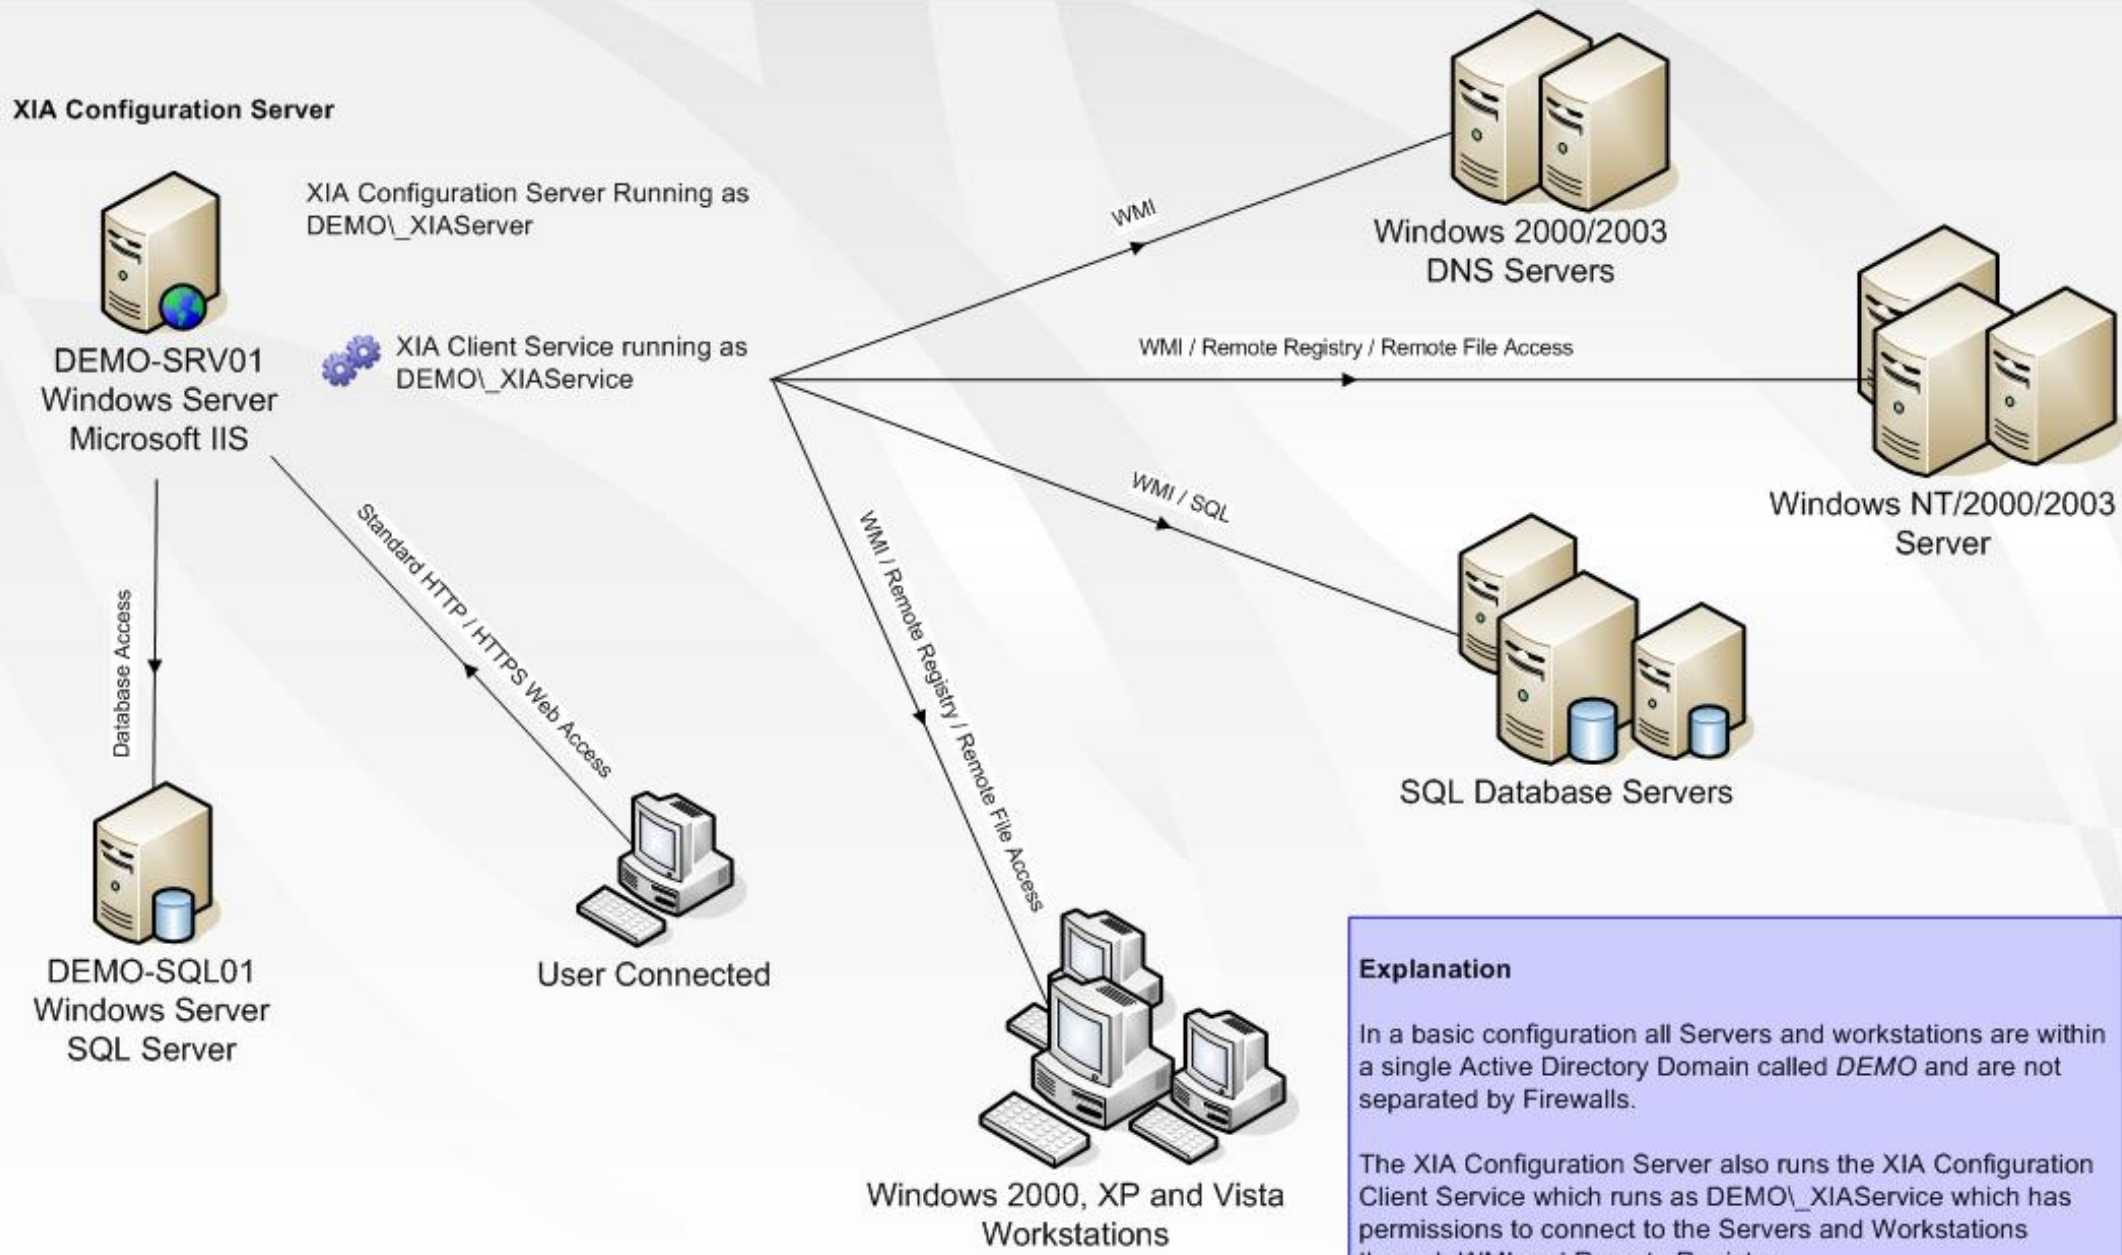 XIA Configuration Server
XIA Configuration Server Running as
DEMO\_XIAServer
XIA Client Service running as
DEMO\_XIAService
DEMO-SRV01
Windows Server
Microsoft IIS
Database Access
Standard HTTP / HTTPS Web Access
DEMO-SQL01
Windows Server
SQL Server
User Connected
WMI
Windows 2000/2003
DNS Servers
WMI / Remote Registry / Remote File Access
Windows NT/2000/2003
Server
WMI / SQL
SQL Database Servers
WMI / Remote Registry / Remote File Access
Windows 2000, XP and Vista
Workstations
Explanation
In a basic configuration all Servers and workstations are within
a single Active Directory Domain called DEMO and are not
separated by Firewalls.
The XIA Configuration Server also runs the XIA Configuration
Client Service which runs as DEMO\_XIAService which has
permissions to connect to the Servers and Workstations